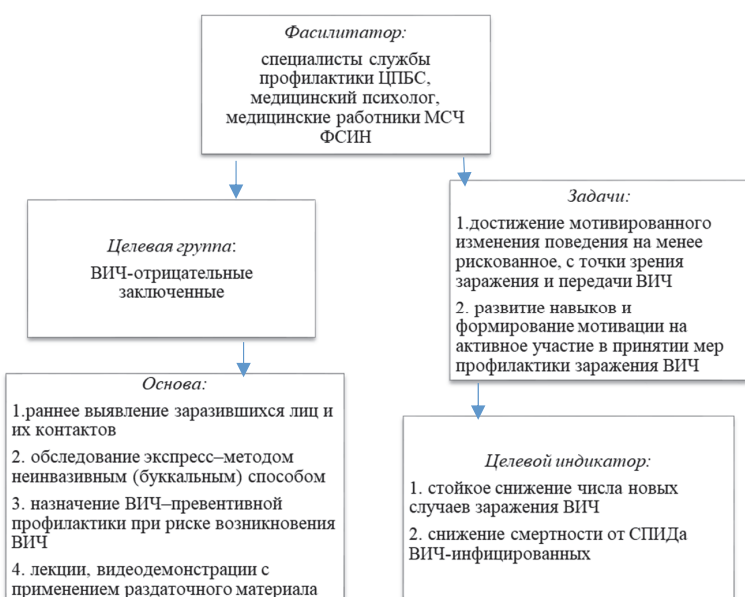 Фасилитатор:
специалисты службы
профилактики ЦПБС,
медицинский психолог,
медицинские работники МСЧ
ФСИН
Целевая группа:
ВИЧ-отрицательные
заключенные
Задачи:
1.достижение мотивированного
изменения поведения на менее
рискованное, с точки зрения
заражения и передачи ВИЧ
2. развитие навыков и
формирование мотивации на
активное участие в принятии мер
профилактики заражения ВИЧ
Основа:
1.раннее выявление заразившихся лиц и
их контактов
2. обследование экспресс–методом
неинвазивным (буккальным) способом
3. назначение ВИЧ–превентивной
профилактики при риске возникновения
ВИЧ
4. лекции, видеодемонстрации с
применением раздаточного материала
Целевой индикатор:
1. стойкое снижение числа новых
случаев заражения ВИЧ
2. снижение смертности от СПИДа
ВИЧ-инфицированных